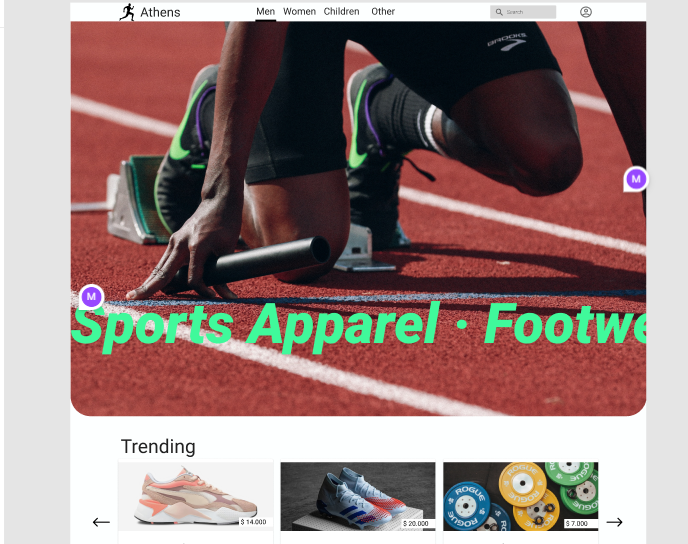 Athens
Men Women Children Other
Search
BROOKS
M
M
Sports Apparel · Footwe
Trending
$ 14.000
$ 20.000
ROGUE
ROGUE
ROGUE
ROGUE
$ 7.000